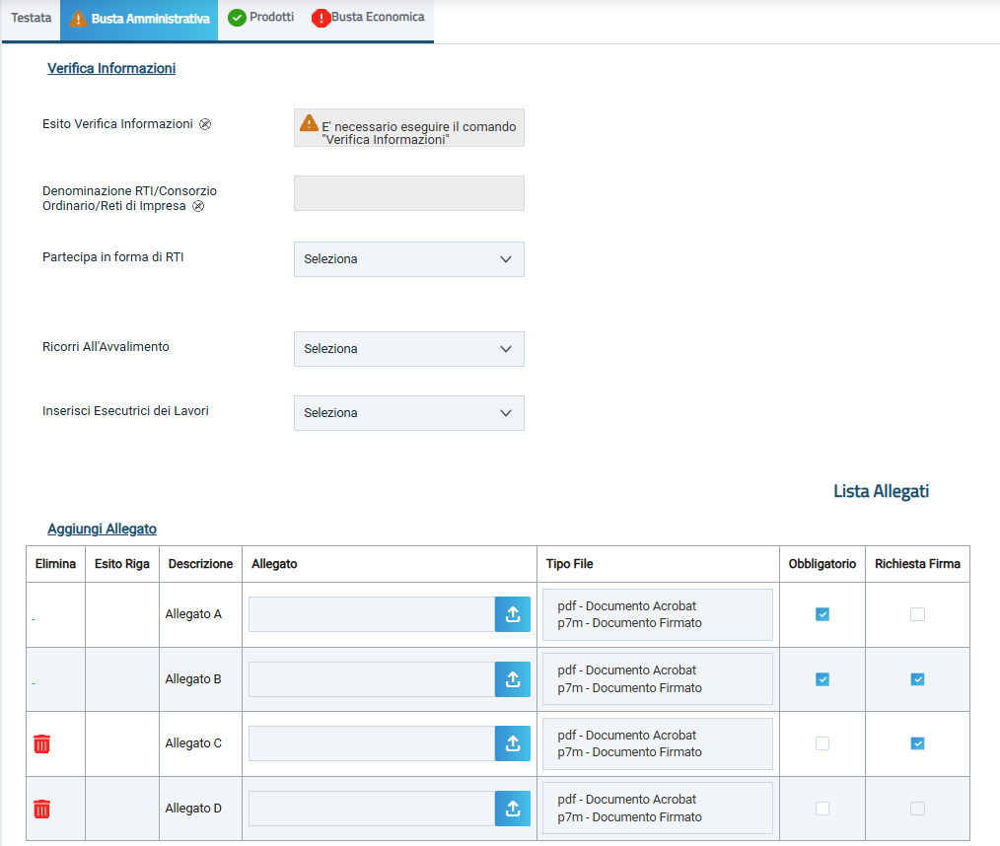 Testata
Busta Amministrativa
Prodotti
Busta Economica
Verifica Informazioni
Esito Verifica Informazioni
E' necessario eseguire il comando
"Verifica Informazioni"
Denominazione RTI/Consorzio
Ordinario/Reti di Impresa
Partecipa in forma di RTI
Seleziona
Ricorri All'Avvalimento
Seleziona
Inserisci Esecutrici dei Lavori
Seleziona
Lista Allegati
Aggiungi Allegato
Elimina Esito Riga Descrizione Allegato Tipo File Obbligatorio Richiesta Firma
Allegato A
pdf - Documento Acrobat
p7m - Documento Firmato
Allegato B
pdf - Documento Acrobat
p7m - Documento Firmato
Allegato C
pdf - Documento Acrobat
p7m - Documento Firmato
Allegato D
pdf - Documento Acrobat
p7m - Documento Firmato